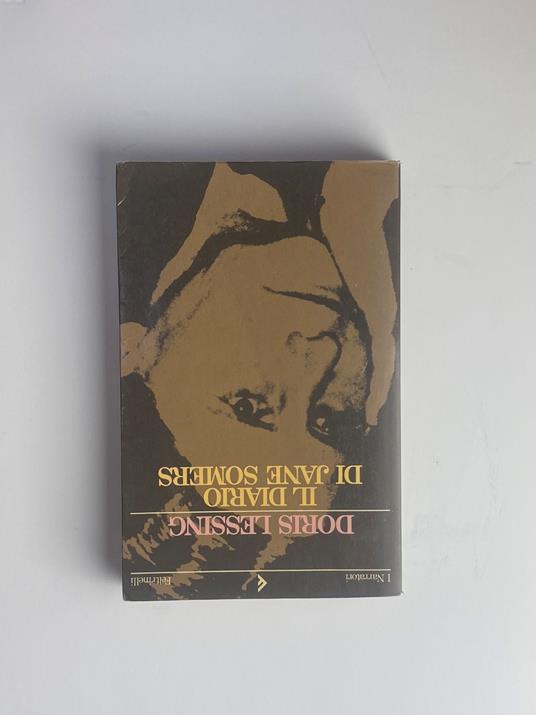 I Narratori Feltrinelli
DORIS LESSING
IL DIARIO
DI JANE SOMERS